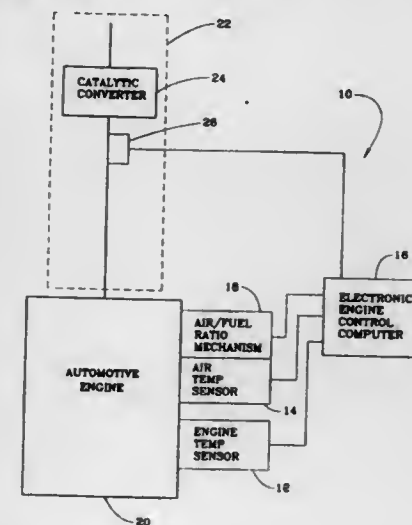 22
CATALYTIC
CONVERTER
24
26
10
16
18
AIR/FUEL
RATIO
MECHANISM
ELECTRONIC
ENGINE
CONTROL
COMPUTER
AUTOMOTIVE
ENGINE
AIR
TEMP
SENSOR
14
ENGINE
TEMP
SENSOR
12
20